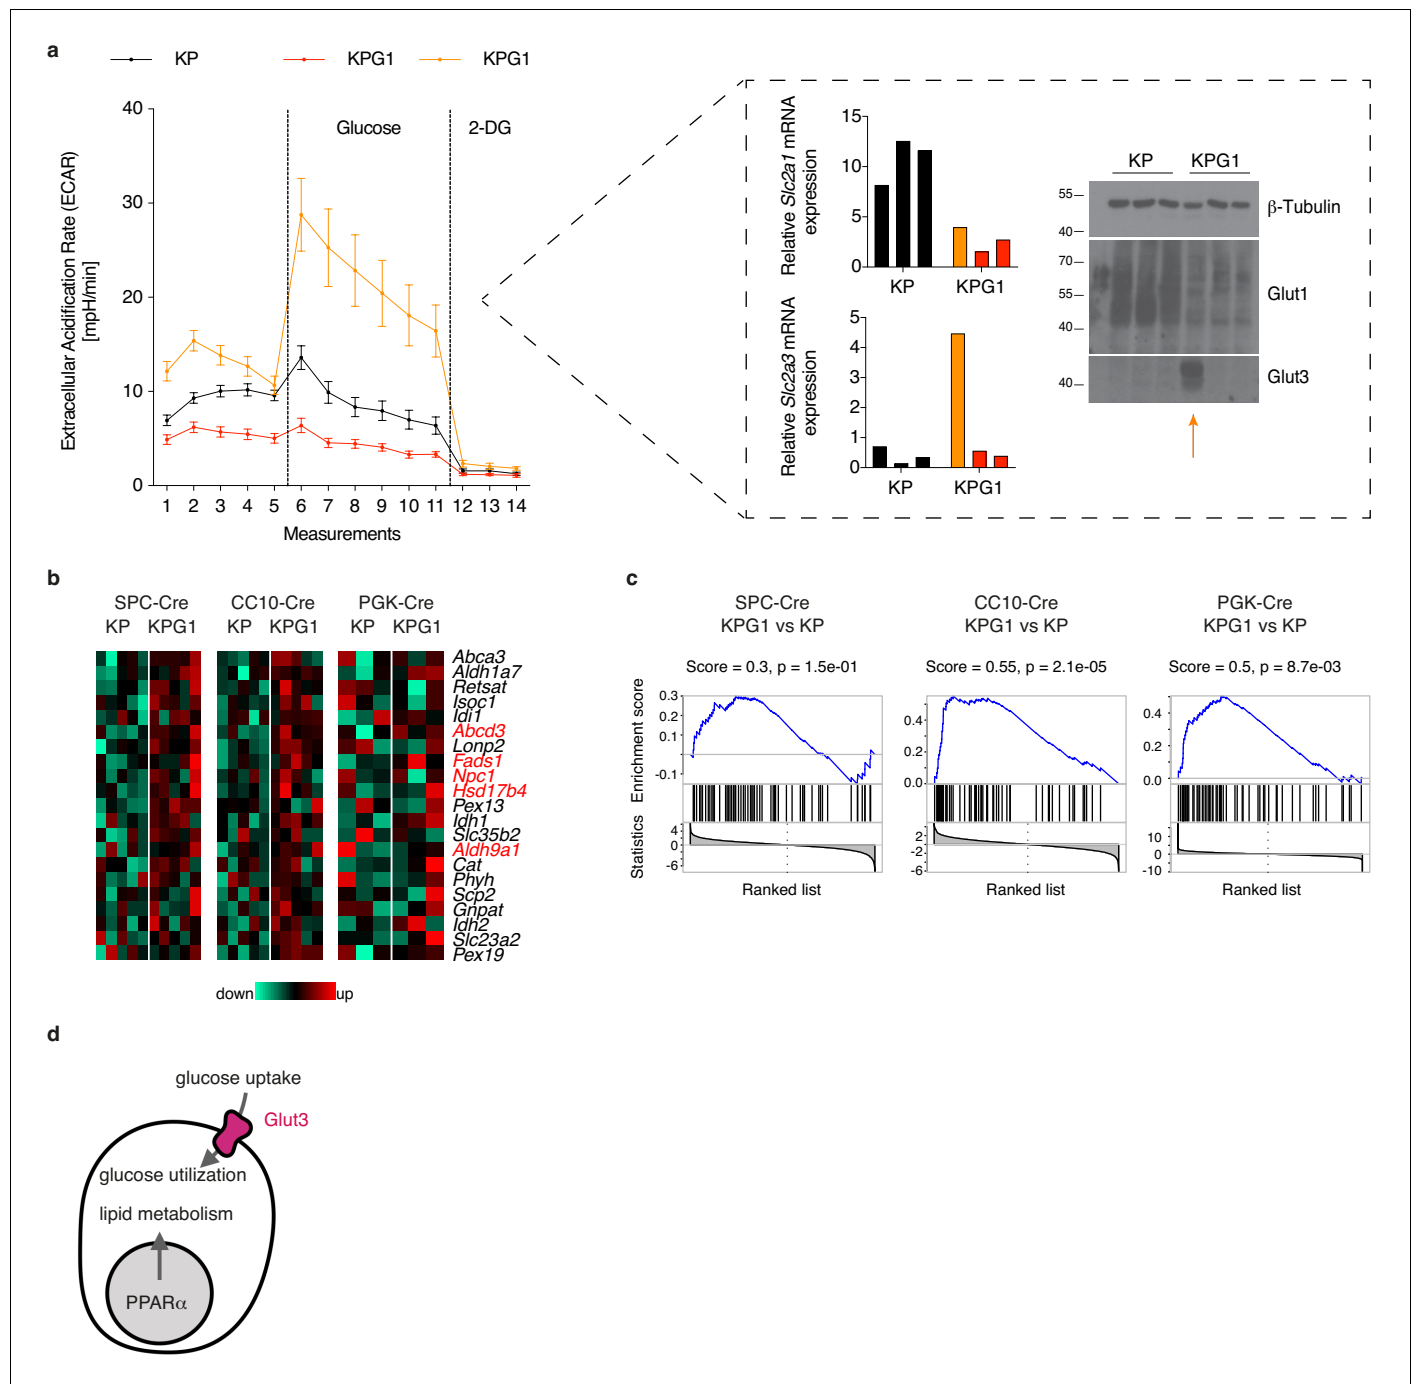 a
KP
KPG1
KPG1
Extracellular Acidification Rate (ECAR)
[mpH/min]
40
30
20
10
0
Glucose
2-DG
1 2 3 4 5 6 7 8 9 10 11 12 13 14
Measurements
Relative Slc2a1 mRNA
expression
15
10
5
0
KP
KPG1
Relative Slc2a3 mRNA
expression
5
4
3
2
1
0
KP
KPG1
KP
KPG1
55
40
β-Tubulin
70
55
40
Glut1
40
Glut3
b
SPC-Cre
KP KPG1
CC10-Cre
KP KPG1
PGK-Cre
KP KPG1
Abca3
Aldh1a7
Retsat
Isoc1
Idi1
Abcd3
Lonp2
Fads1
Npc1
Hsd17b4
Pex13
Idh1
Slc35b2
Aldh9a1
Cat
Phyh
Scp2
Gnpat
Idh2
Slc23a2
Pex19
down
up
c
SPC-Cre
KPG1 vs KP
Score = 0.3, p = 1.5e-01
Enrichment score
0.3
0.1
-0.1
Statistics
4
0
-6
Ranked list
CC10-Cre
KPG1 vs KP
Score = 0.55, p = 2.1e-05
0.4
0.2
0.0
2
-2
-6
Ranked list
PGK-Cre
KPG1 vs KP
Score = 0.5, p = 8.7e-03
0.4
0.2
0.0
10
0
-10
Ranked list
d
glucose uptake
Glut3
glucose utilization
lipid metabolism
PPARα